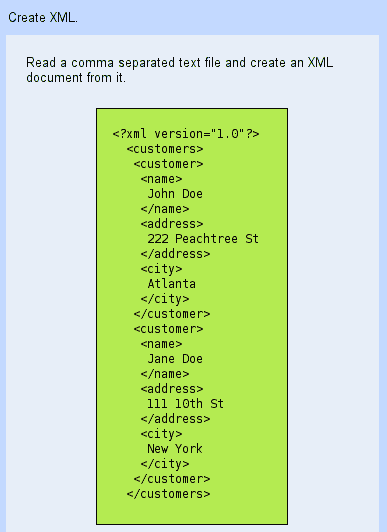 Create XML.
Read a comma separated text file and create an XML
document from it.
<?xml version="1.0"?>
<customers>
<customer>
<name>
John Doe
</name>
<address>
222 Peachtree St
</address>
<city>
Atlanta
</city>
</customer>
<customer>
<name>
Jane Doe
</name>
<address>
111 10th St
</address>
<city>
New York
</city>
</customer>
</customers>